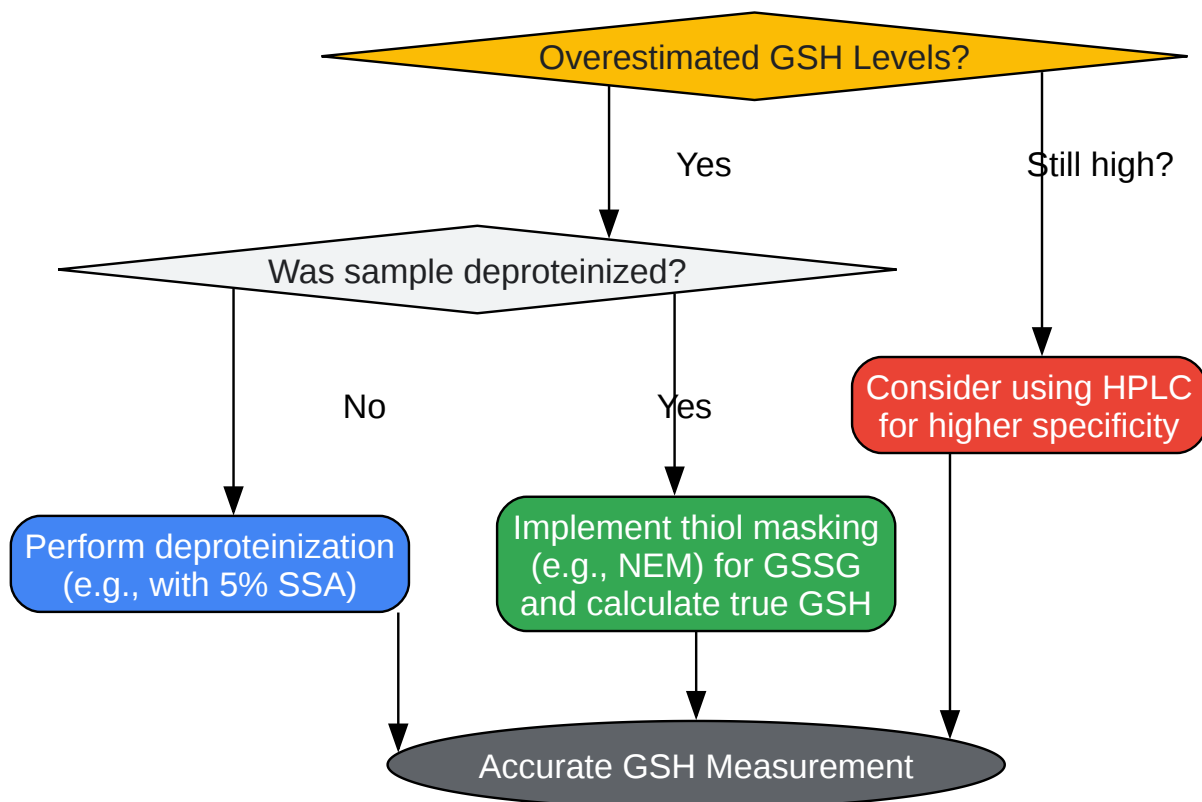 Overestimated GSH Levels?
Yes
Still high?
Was sample deproteinized?
No
Yes
Consider using HPLC
for higher specificity
Perform deproteinization
(e.g., with 5% SSA)
Implement thiol masking
(e.g., NEM) for GSSG
and calculate true GSH
Accurate GSH Measurement